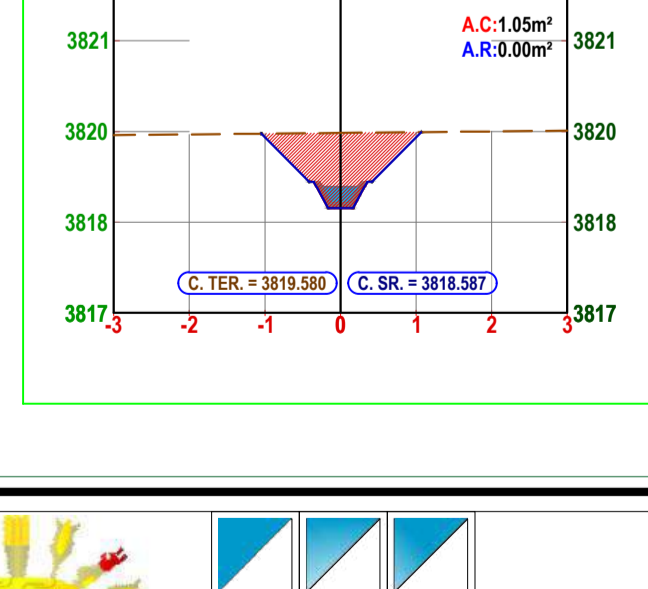 A.C:1.05m²
3821 3821
A.R:0.00m²
3820 3820
3818 3818
C. TER. = 3819.580 C. SR. = 3818.587
3817 3817
-3 -2 -1 0 1 2 3